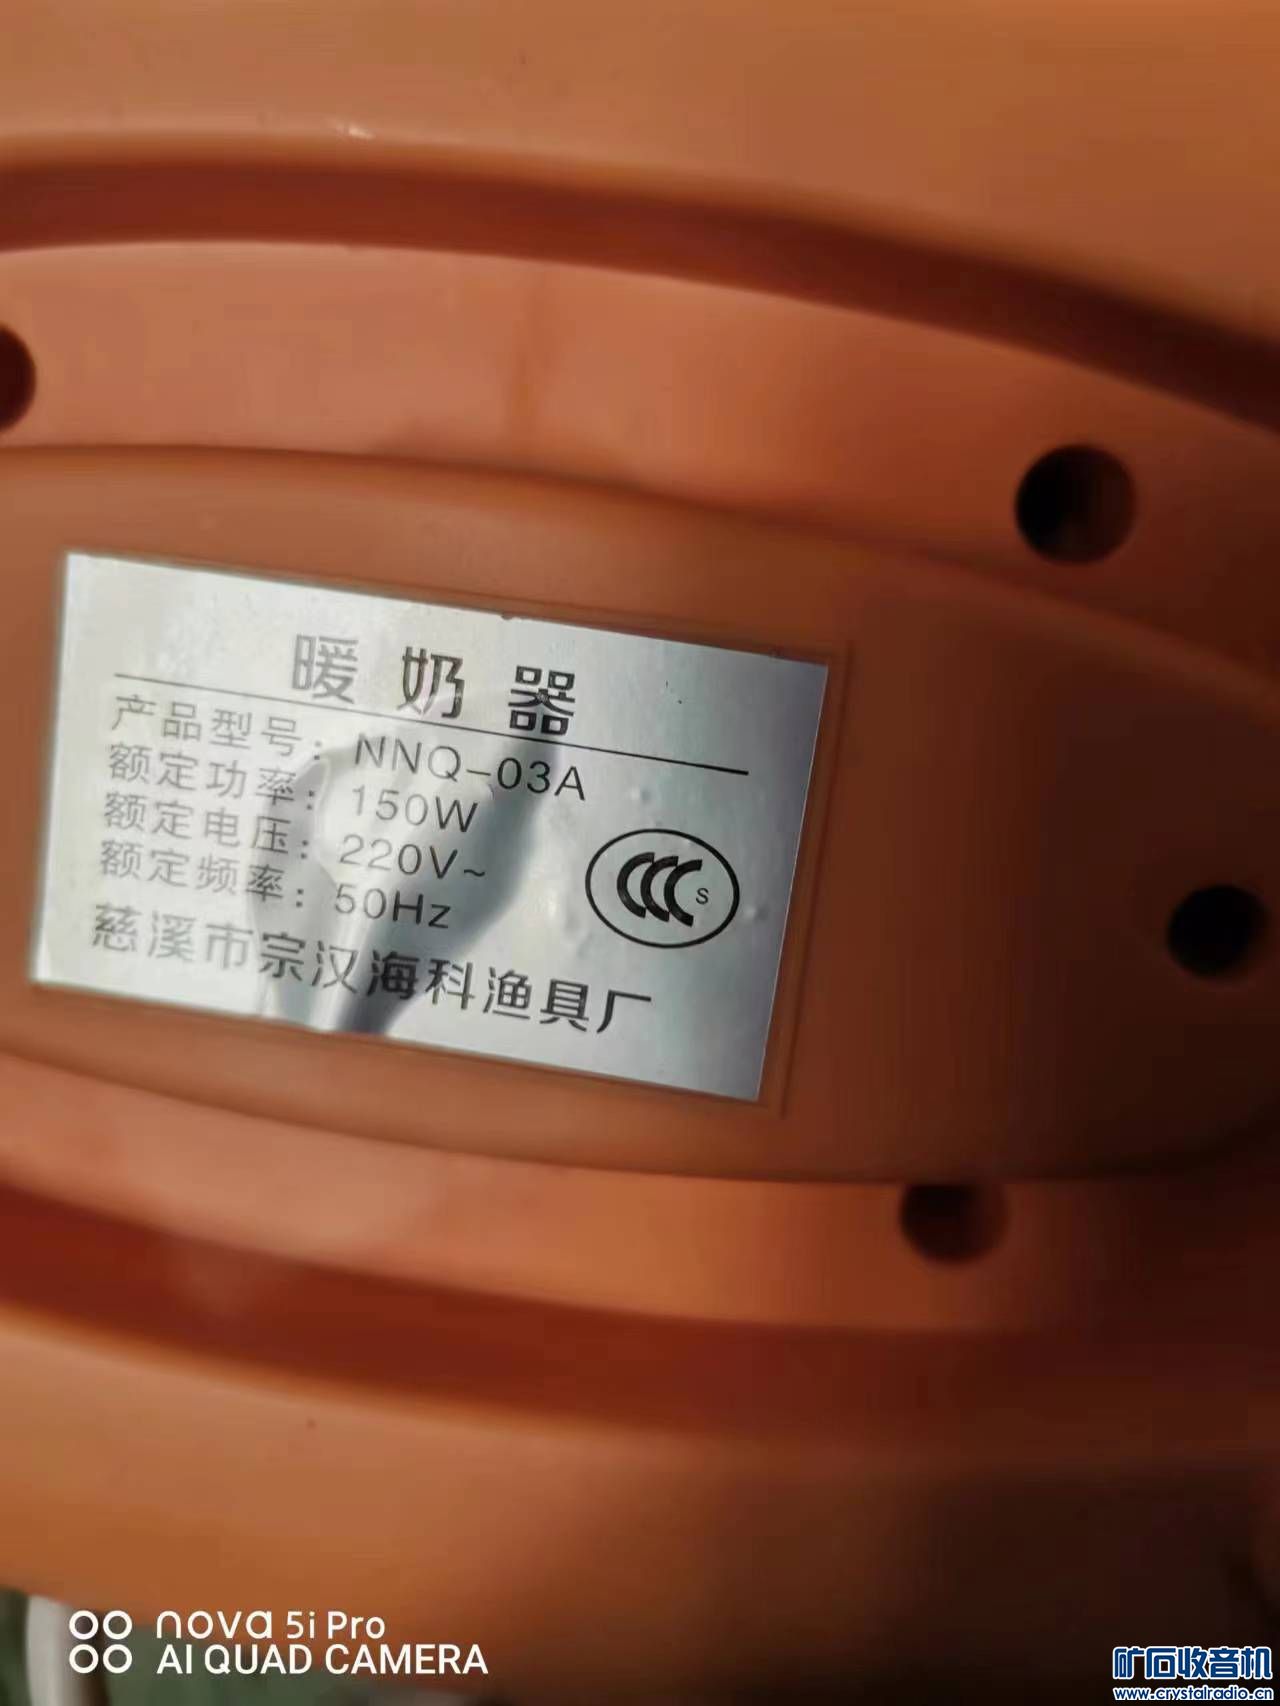 暖奶器
产品型号：NNQ-03A
额定功率：150W
额定电压：220V~
额定频率：50Hz
CCC S
慈溪市宗汉海科渔具厂
nova 5i Pro
AI QUAD CAMERA
矿石收音机
www.crystalradio.cn